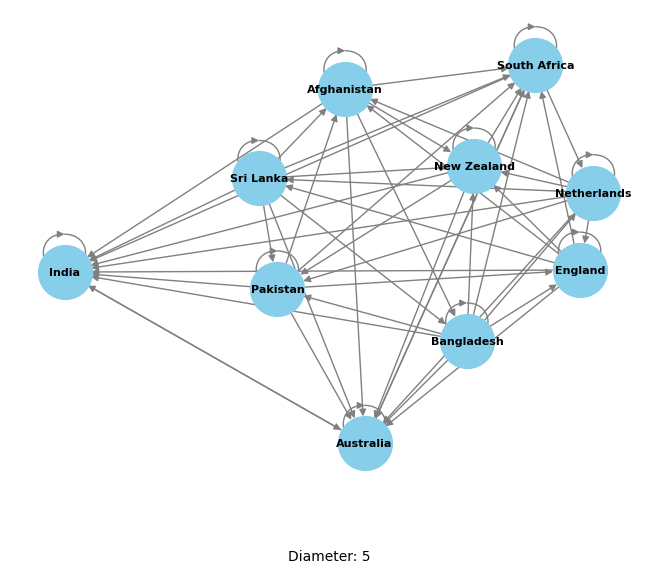 South Africa
Afghanistan
New Zealand
Sri Lanka
Netherlands
India
England
Pakistan
Bangladesh
Australia
Diameter: 5